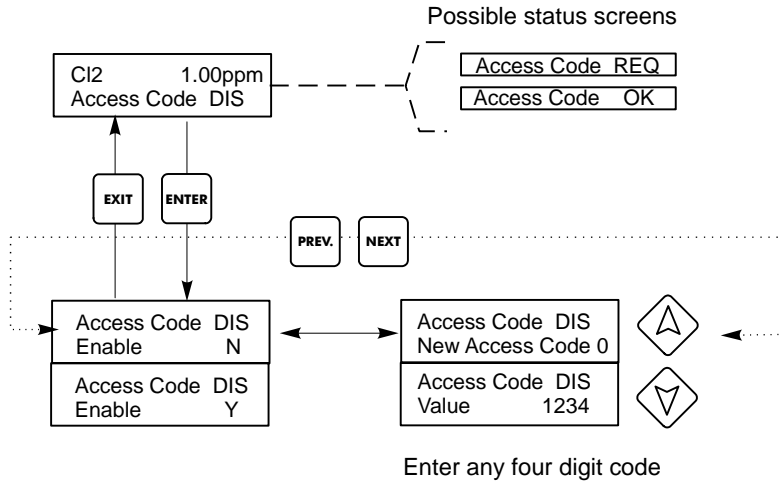 Possible status screens
Cl2 1.00ppm
Access Code DIS
Access Code REQ
Access Code OK
EXIT
ENTER
PREV.
NEXT
Access Code DIS
Enable N
Access Code DIS
Enable Y
Access Code DIS
New Access Code 0
Access Code DIS
Value 1234
Enter any four digit code